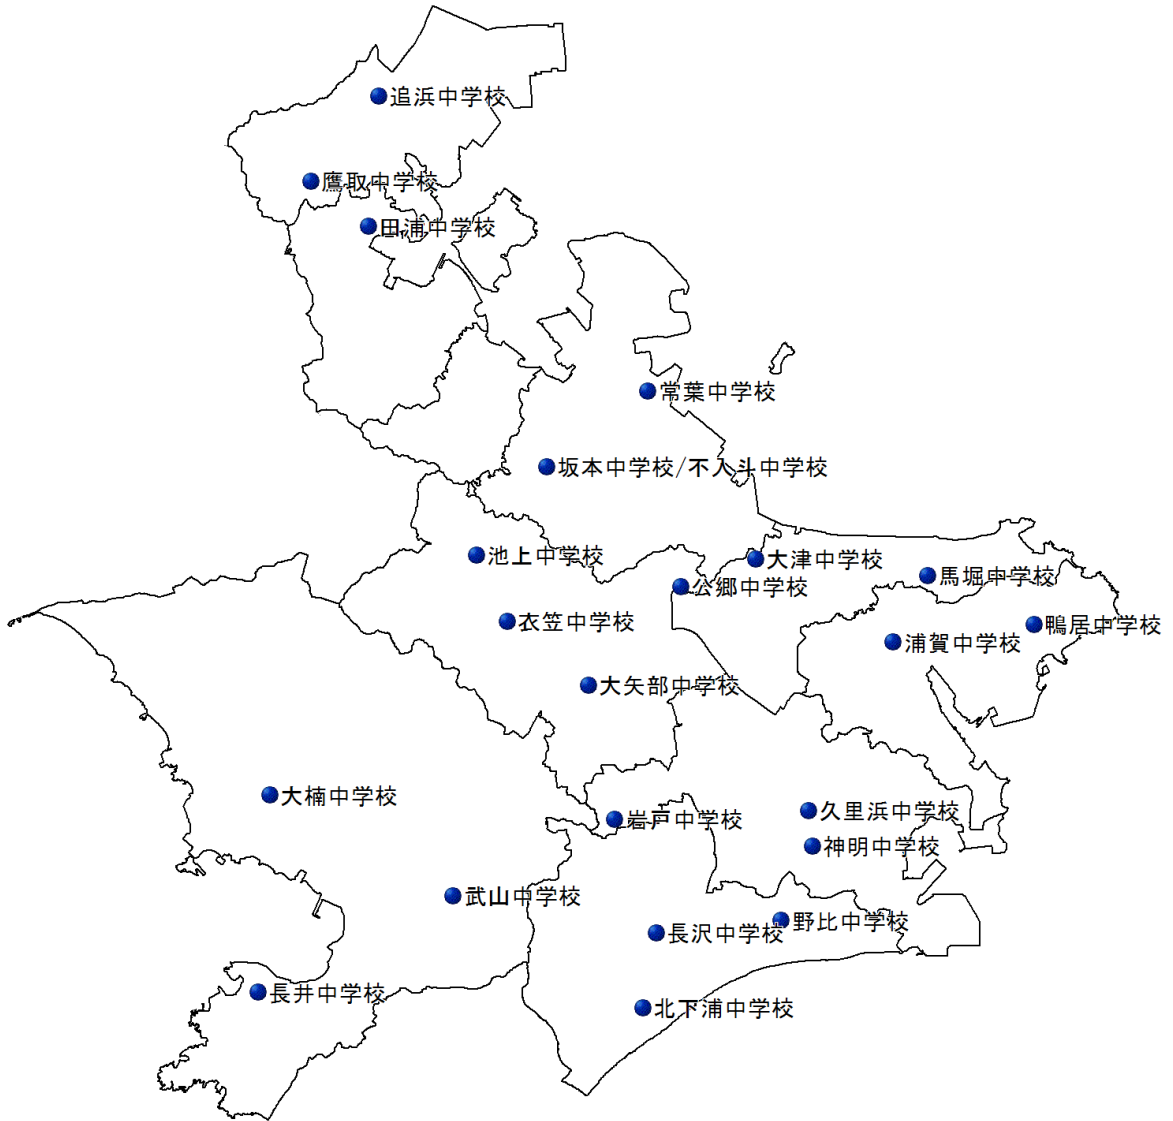 追浜中学校
鷹取中学校
田浦中学校
常葉中学校
坂本中学校/不入斗中学校
池上中学校
大津中学校
馬堀中学校
公郷中学校
衣笠中学校
鴨居中学校
浦賀中学校
大矢部中学校
大楠中学校
久里浜中学校
岩戸中学校
神明中学校
武山中学校
野比中学校
長沢中学校
長井中学校
北下浦中学校